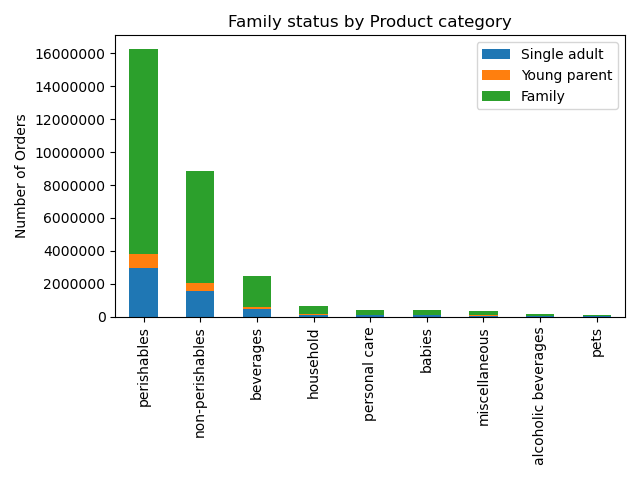 Family status by Product category
Single adult
Young parent
Family
Number of Orders
16000000
14000000
12000000
10000000
8000000
6000000
4000000
2000000
0
perishables
non-perishables
beverages
household
personal care
babies
miscellaneous
alcoholic beverages
pets